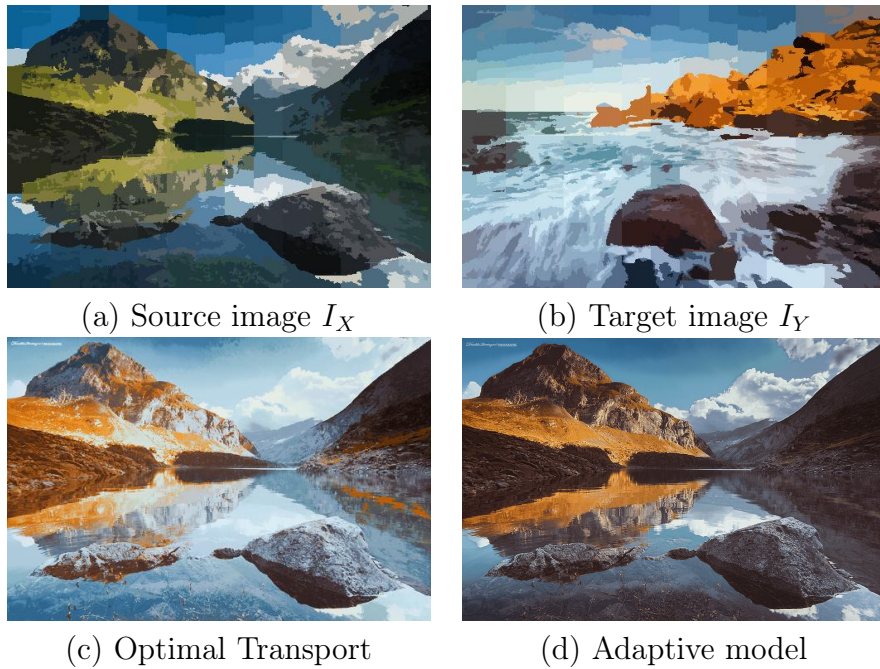 (a) Source image I_X
(b) Target image I_Y
(c) Optimal Transport
(d) Adaptive model